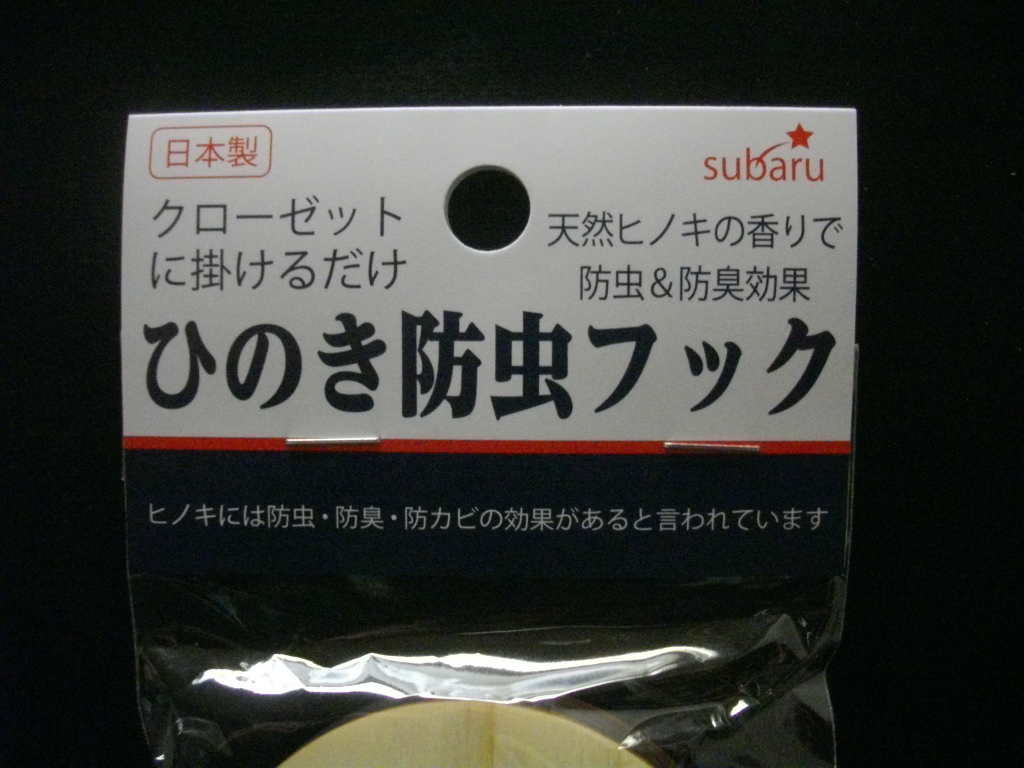 日本製
subaru
クローゼット
に掛けるだけ
天然ヒノキの香りで
防虫＆防臭効果
ひのき防虫フック
ヒノキには防虫・防臭・防カビの効果があると言われています